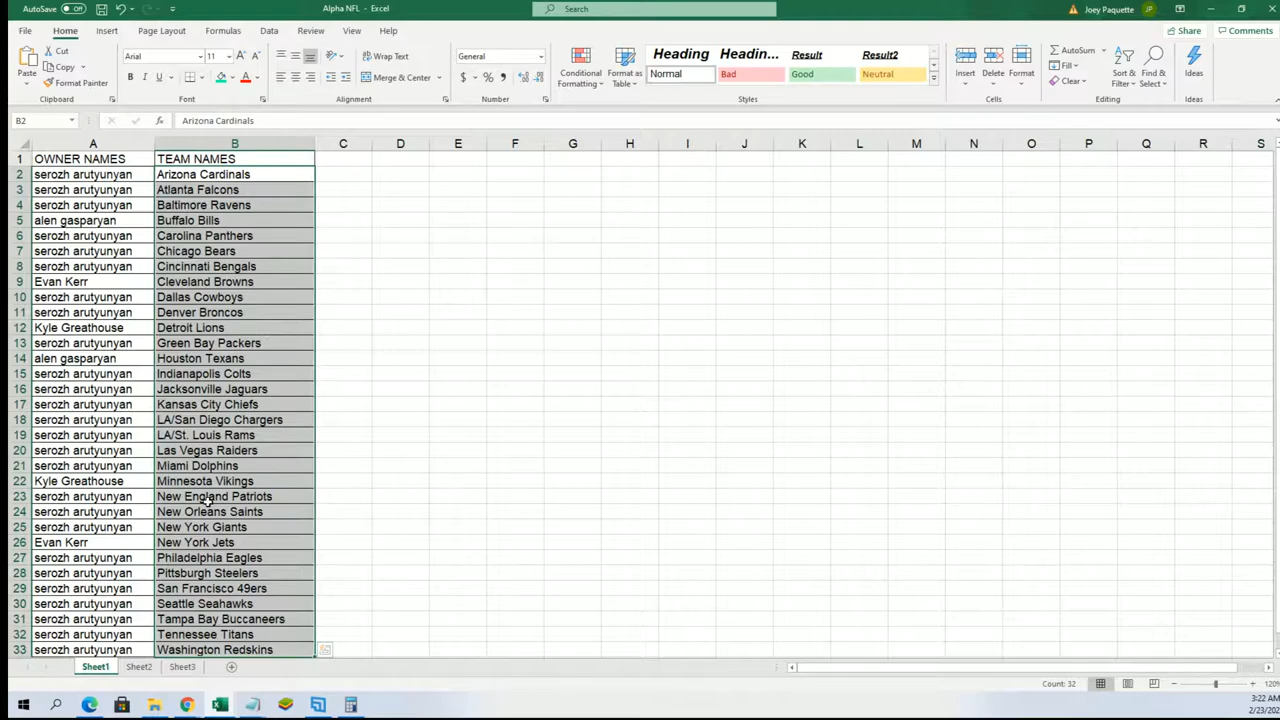 AutoSave Off Alpha NFL - Excel Search Joey Paquette JP
File Home Insert Page Layout Formulas Data Review View Help Share Comments
Paste Cut Copy Format Painter Clipboard
Arial 11 B I U A A Font
Wrap Text Merge & Center Alignment
General $ % Number
Conditional Formatting Format as Table Heading Headin... Result Result2 Normal Bad Good Neutral Styles
Insert Delete Format Cells
AutoSum Fill Clear Sort & Filter Find & Select Editing
Ideas Ideas
B2 Arizona Cardinals
A B C D E F G H I J K L M N O P Q R S
1 OWNER NAMES TEAM NAMES
2 serozh arutyunyan Arizona Cardinals
3 serozh arutyunyan Atlanta Falcons
4 serozh arutyunyan Baltimore Ravens
5 alen gasparyan Buffalo Bills
6 serozh arutyunyan Carolina Panthers
7 serozh arutyunyan Chicago Bears
8 serozh arutyunyan Cincinnati Bengals
9 Evan Kerr Cleveland Browns
10 serozh arutyunyan Dallas Cowboys
11 serozh arutyunyan Denver Broncos
12 Kyle Greathouse Detroit Lions
13 serozh arutyunyan Green Bay Packers
14 alen gasparyan Houston Texans
15 serozh arutyunyan Indianapolis Colts
16 serozh arutyunyan Jacksonville Jaguars
17 serozh arutyunyan Kansas City Chiefs
18 serozh arutyunyan LA/San Diego Chargers
19 serozh arutyunyan LA/St. Louis Rams
20 serozh arutyunyan Las Vegas Raiders
21 serozh arutyunyan Miami Dolphins
22 Kyle Greathouse Minnesota Vikings
23 serozh arutyunyan New England Patriots
24 serozh arutyunyan New Orleans Saints
25 serozh arutyunyan New York Giants
26 Evan Kerr New York Jets
27 serozh arutyunyan Philadelphia Eagles
28 serozh arutyunyan Pittsburgh Steelers
29 serozh arutyunyan San Francisco 49ers
30 serozh arutyunyan Seattle Seahawks
31 serozh arutyunyan Tampa Bay Buccaneers
32 serozh arutyunyan Tennessee Titans
33 serozh arutyunyan Washington Redskins
Sheet1 Sheet2 Sheet3
Count: 32 120%
3:22 AM
2/23/202